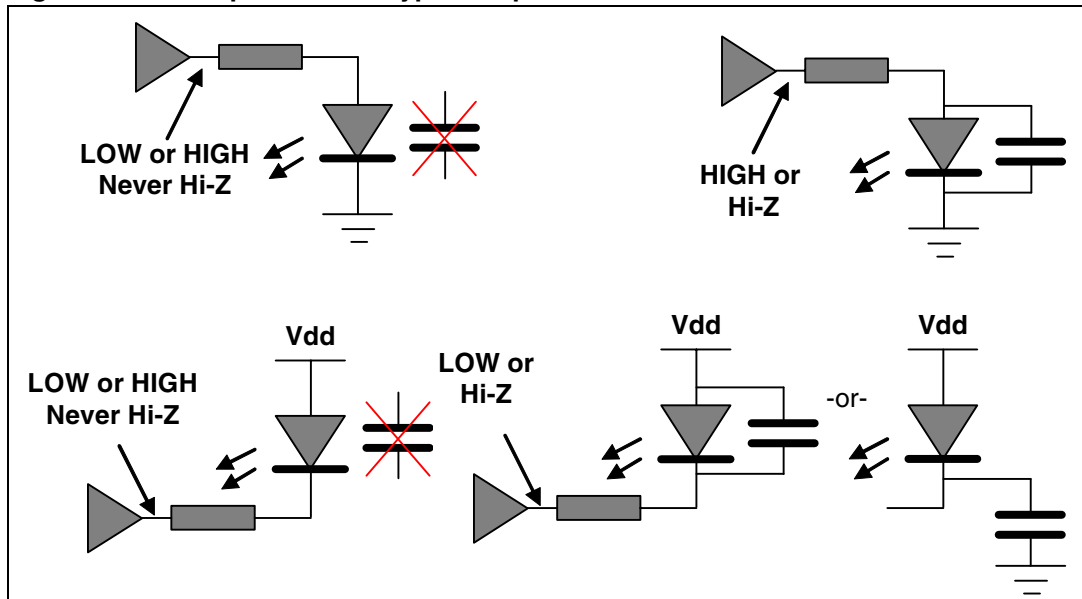 LOW or HIGH
Never Hi-Z
HIGH or
Hi-Z
Vdd
Vdd
Vdd
LOW or HIGH
Never Hi-Z
LOW or
Hi-Z
-or-